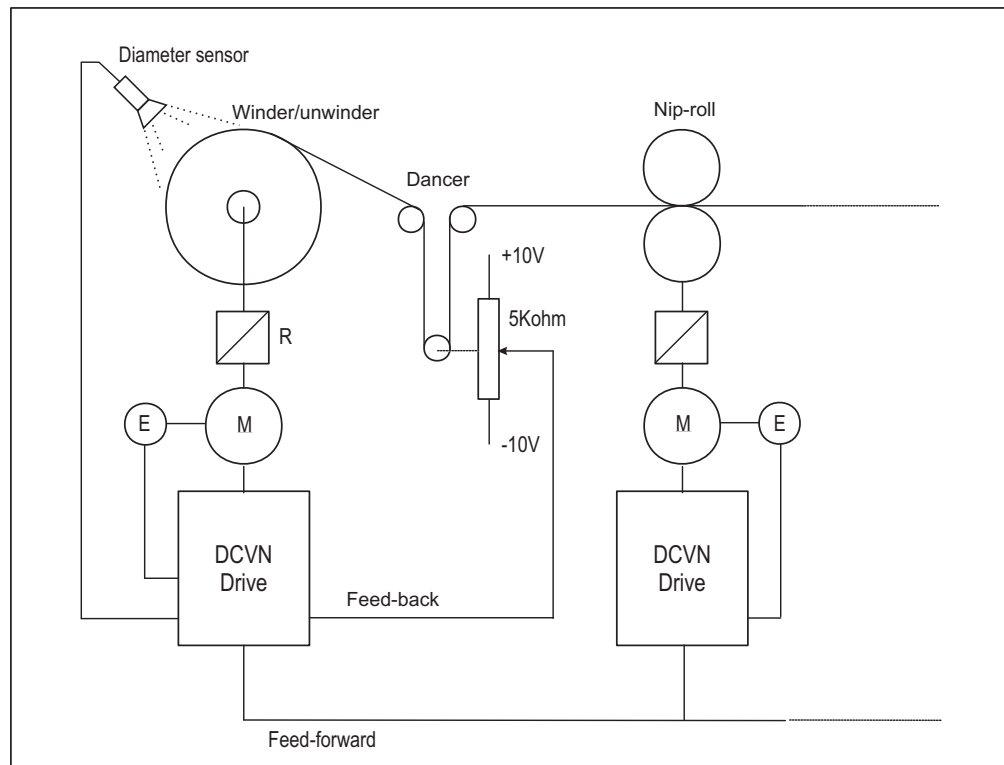 Diameter sensor
Winder/unwinder
Nip-roll
Dancer
+10V
5Kohm
R
E
M
-10V
M
E
DCVN
Drive
DCVN
Drive
Feed-back
Feed-forward